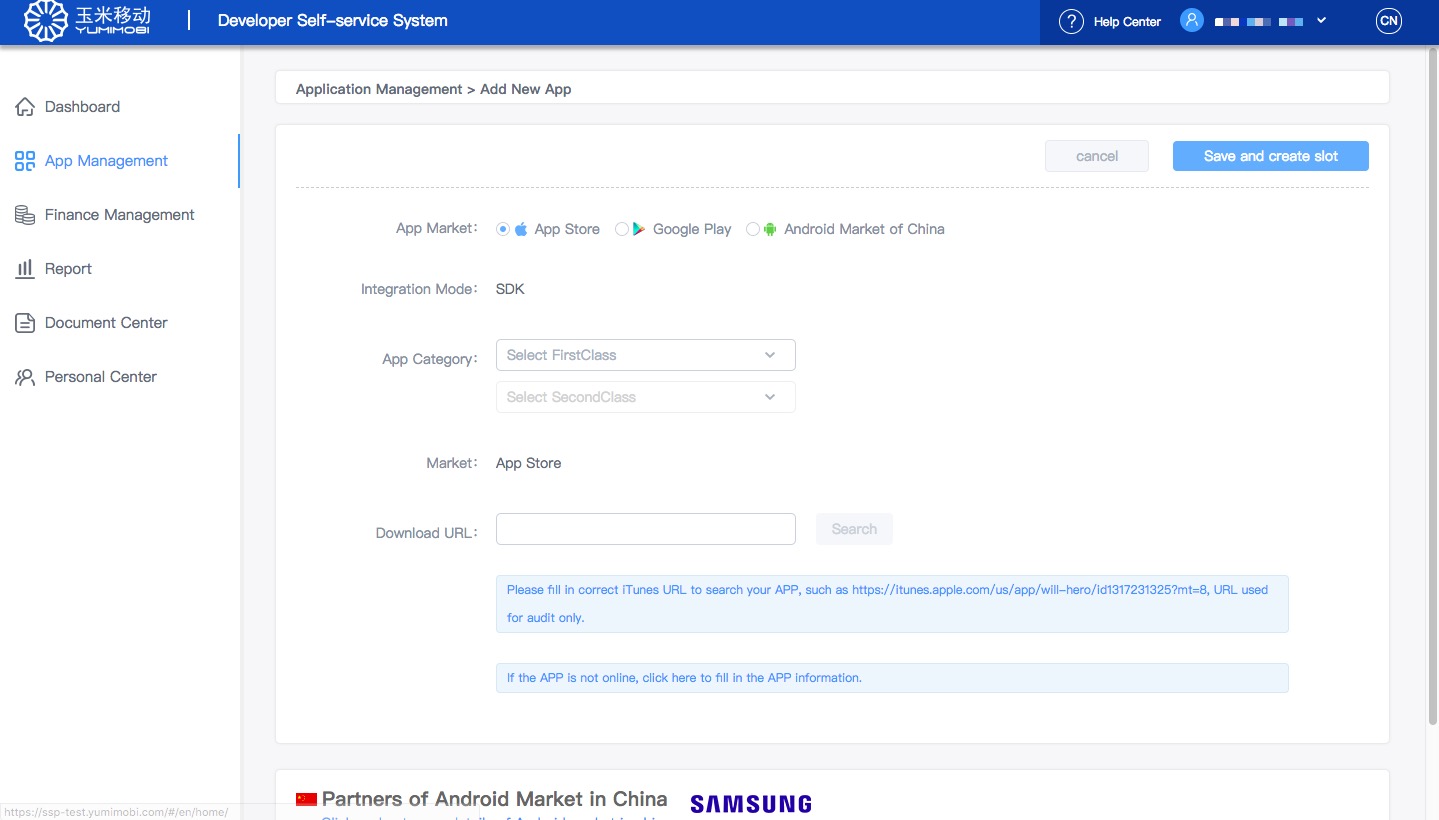 玉米移动
YUMIMOBI
Developer Self-service System
Help Center
CN
Dashboard
App Management
Finance Management
Report
Document Center
Personal Center
Application Management > Add New App
cancel
Save and create slot
App Market:
App Store
Google Play
Android Market of China
Integration Mode:
SDK
App Category:
Select FirstClass
Select SecondClass
Market:
App Store
Download URL:
Search
Please fill in correct iTunes URL to search your APP, such as https://itunes.apple.com/us/app/will-hero/id1317231325?mt=8, URL used
for audit only.
If the APP is not online, click here to fill in the APP information.
Partners of Android Market in China
SAMSUNG
https://ssp-test.yumimobi.com/#/en/home/